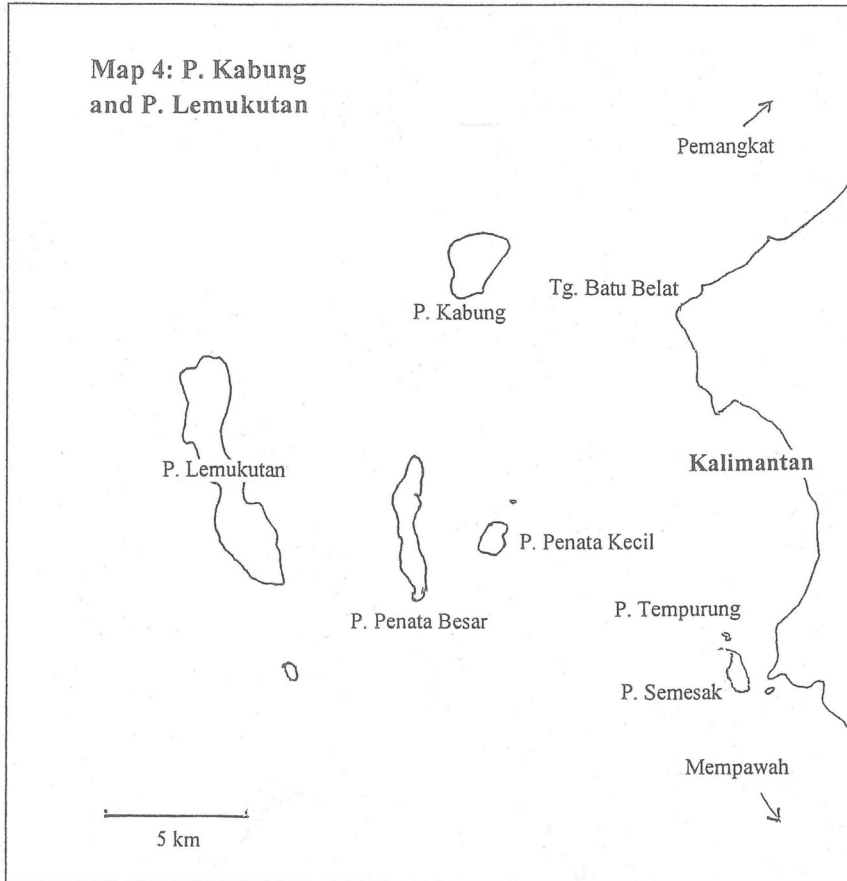 Map 4: P. Kabung
and P. Lemukutan
Pemangkat
Tg. Batu Belat
P. Kabung
P. Lemukutan
Kalimantan
P. Penata Kecil
P. Tempurung
P. Penata Besar
P. Semesak
Mempawah
5 km